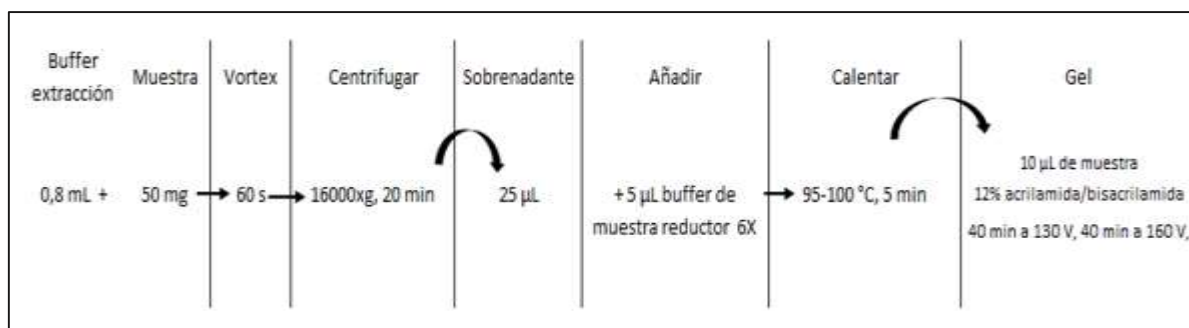 Buffer
extracción
Muestra
Vortex
Centrifugar
Sobrenadante
Añadir
Calentar
Gel
0,8 mL +
50 mg
60 s
16000xg, 20 min
25 µL
+ 5 µL buffer de
muestra reductor 6X
95-100 °C, 5 min
10 µL de muestra
12% acrilamida/bisacrilamida
40 min a 130 V, 40 min a 160 V,